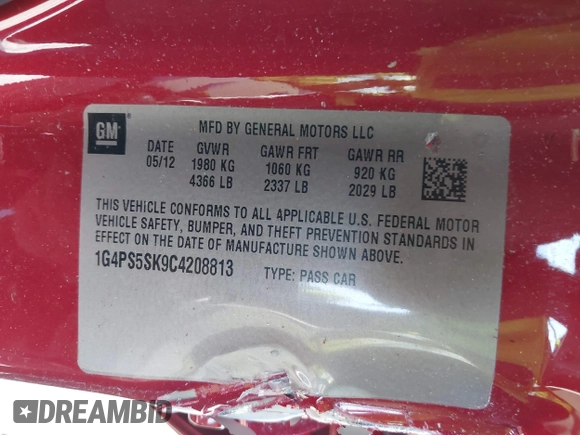 GM
MFD BY GENERAL MOTORS LLC
DATE GVWR GAWR FRT GAWR RR
05/12 1980 KG 1060 KG 920 KG
4366 LB 2337 LB 2029 LB
THIS VEHICLE CONFORMS TO ALL APPLICABLE U.S. FEDERAL MOTOR
VEHICLE SAFETY, BUMPER, AND THEFT PREVENTION STANDARDS IN
EFFECT ON THE DATE OF MANUFACTURE SHOWN ABOVE.
1G4PS5SK9C4208813 TYPE: PASS CAR
DREAMBID